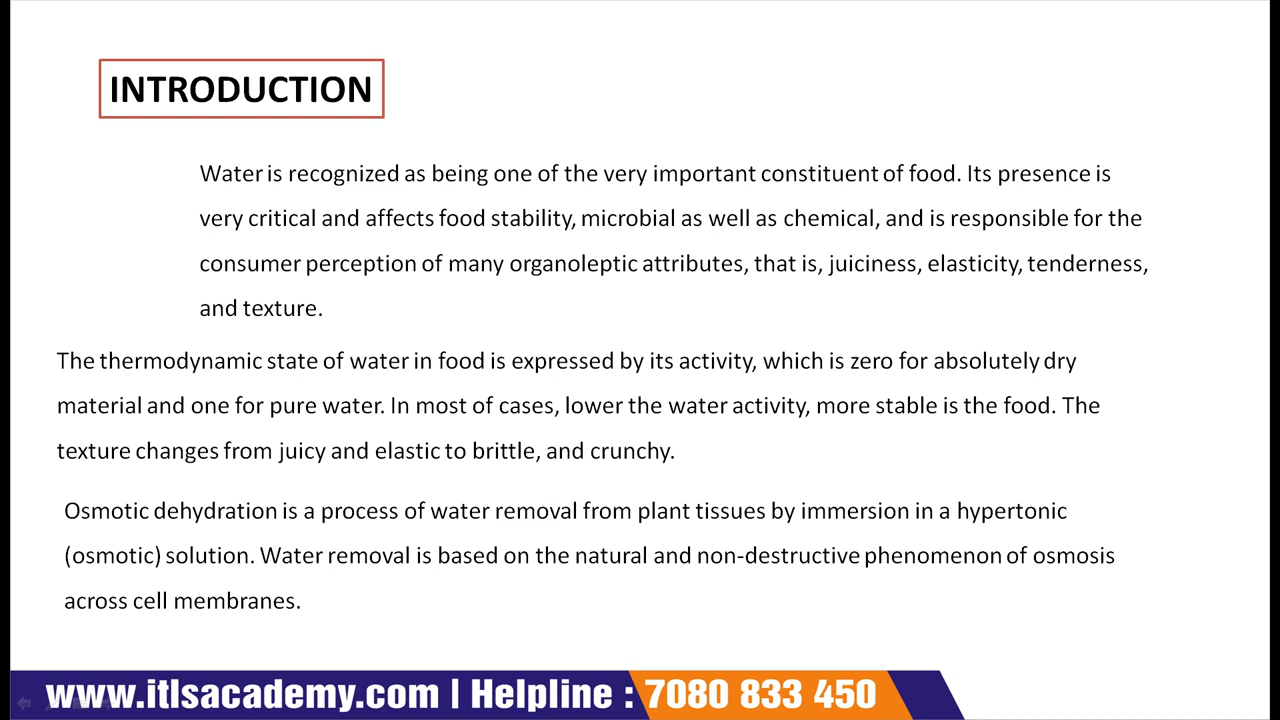 INTRODUCTION
Water is recognized as being one of the very important constituent of food. Its presence is
very critical and affects food stability, microbial as well as chemical, and is responsible for the
consumer perception of many organoleptic attributes, that is, juiciness, elasticity, tenderness,
and texture.
The thermodynamic state of water in food is expressed by its activity, which is zero for absolutely dry
material and one for pure water. In most of cases, lower the water activity, more stable is the food. The
texture changes from juicy and elastic to brittle, and crunchy.
Osmotic dehydration is a process of water removal from plant tissues by immersion in a hypertonic
(osmotic) solution. Water removal is based on the natural and non-destructive phenomenon of osmosis
across cell membranes.
www.itlsacademy.com | Helpline : 7080 833 450